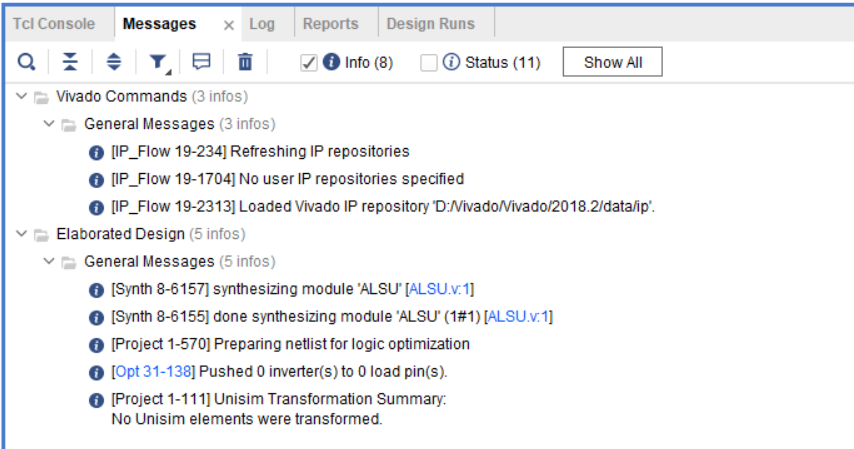 Tcl Console Messages × Log Reports Design Runs
Info (8) Status (11) Show All
Vivado Commands (3 infos)
General Messages (3 infos)
[IP_Flow 19-234] Refreshing IP repositories
[IP_Flow 19-1704] No user IP repositories specified
[IP_Flow 19-2313] Loaded Vivado IP repository 'D:/Vivado/Vivado/2018.2/data/ip'.
Elaborated Design (5 infos)
General Messages (5 infos)
[Synth 8-6157] synthesizing module 'ALSU' [ALSU.v:1]
[Synth 8-6155] done synthesizing module 'ALSU' (1#1) [ALSU.v:1]
[Project 1-570] Preparing netlist for logic optimization
[Opt 31-138] Pushed 0 inverter(s) to 0 load pin(s).
[Project 1-111] Unisim Transformation Summary:
No Unisim elements were transformed.